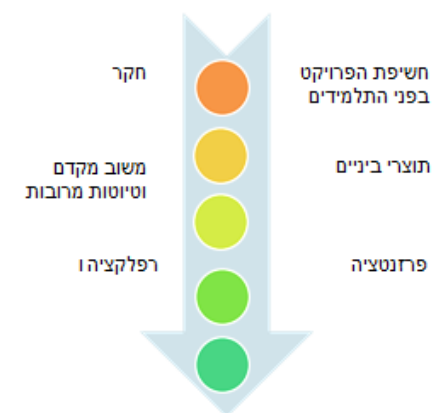 חשיפת הפרויקט
בפני התלמידים
חקר
תוצרי ביניים
משוב מקדם
וטיוטות מרובות
פרזנטציה
רפלקציה ו